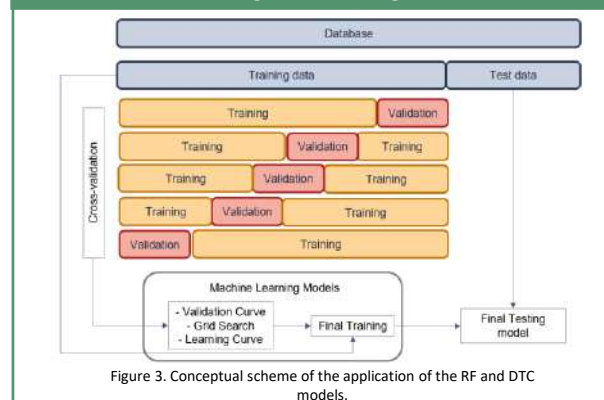 Database
Training data Test data
Cross-validation
Training Validation
Training Validation Training
Training Validation Training
Training Validation Training
Validation Training
Machine Learning Models
- Validation Curve
- Grid Search
- Learning Curve
Final Training
Final Testing
model
Figure 3. Conceptual scheme of the application of the RF and DTC
models.